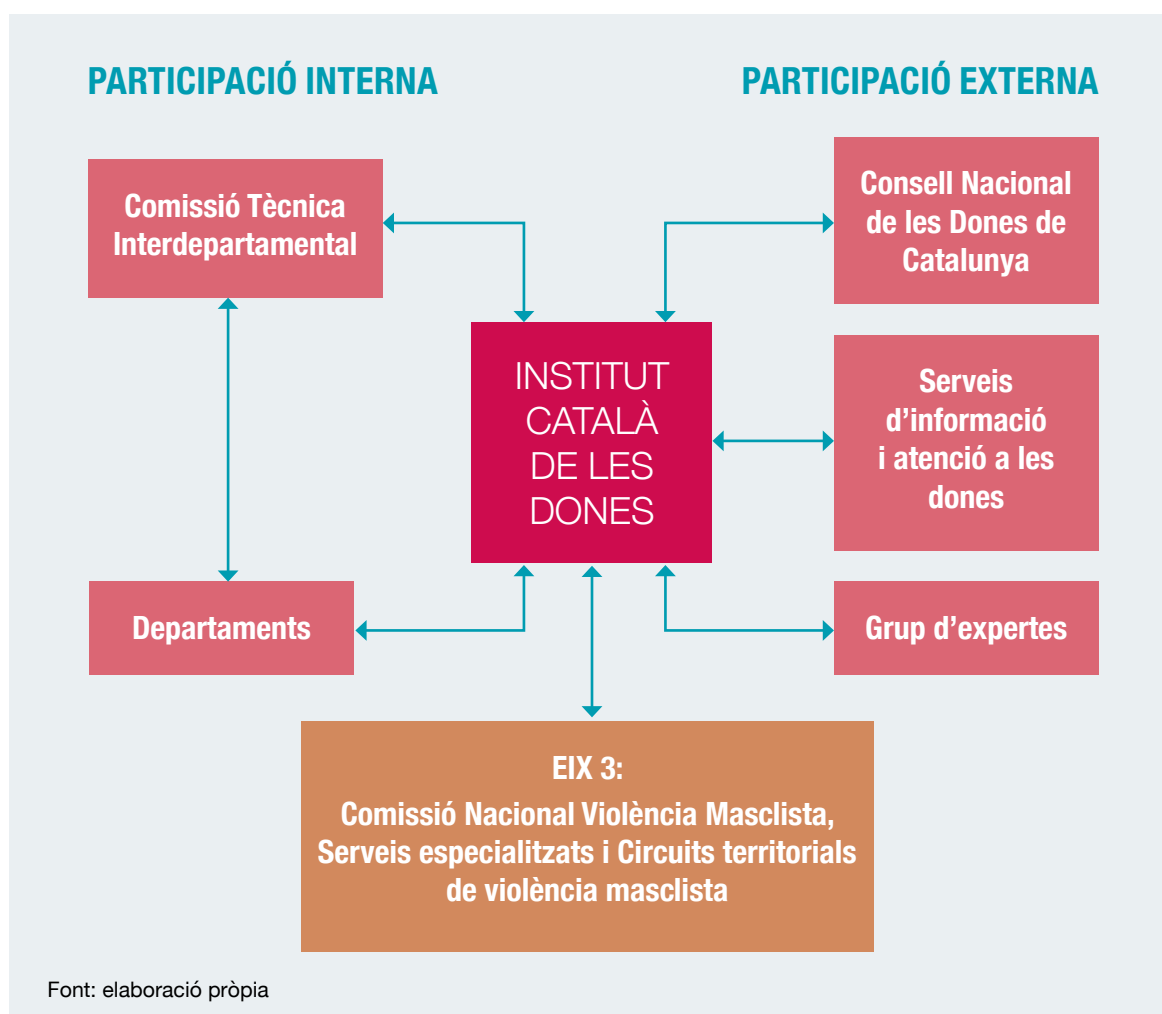 PARTICIPACIÓ INTERNA
PARTICIPACIÓ EXTERNA
Comissió Tècnica
Interdepartamental
Consell Nacional
de les Dones de
Catalunya
INSTITUT
CATALÀ
DE LES
DONES
Serveis
d’informació
i atenció a les
dones
Departaments
Grup d’expertes
EIX 3:
Comissió Nacional Violència Masclista,
Serveis especialitzats i Circuits territorials
de violència masclista
Font: elaboració pròpia